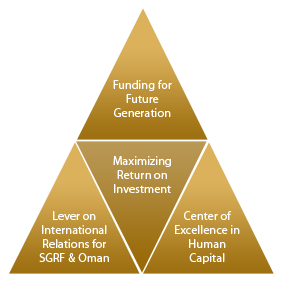 Funding for
Future
Generation
Maximizing
Return on
Investment
Lever on
International
Relations for
SGRF & Oman
Center of
Excellence in
Human
Capital